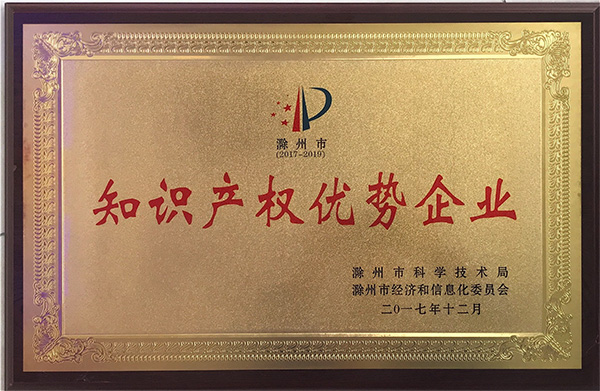 滁州市
(2017-2019)
知识产权优势企业
滁州市科学技术局
滁州市经济和信息化委员会
二〇一七年十二月